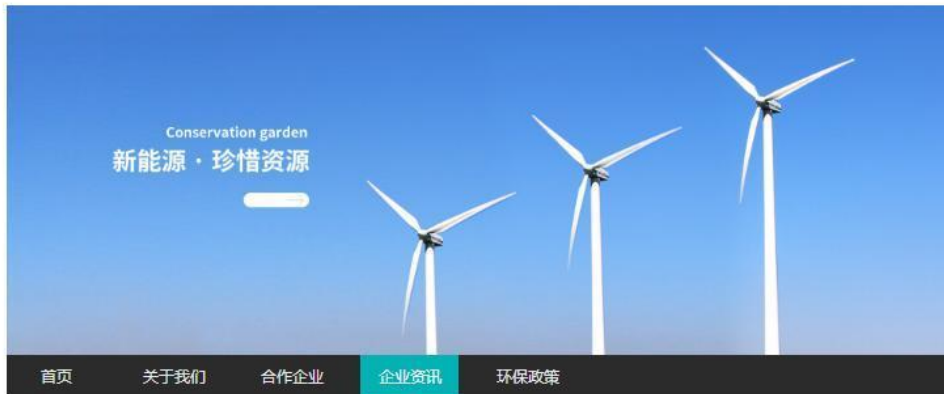 Conservation garden
新能源·珍惜资源
首页 关于我们 合作企业 企业资讯 环保政策